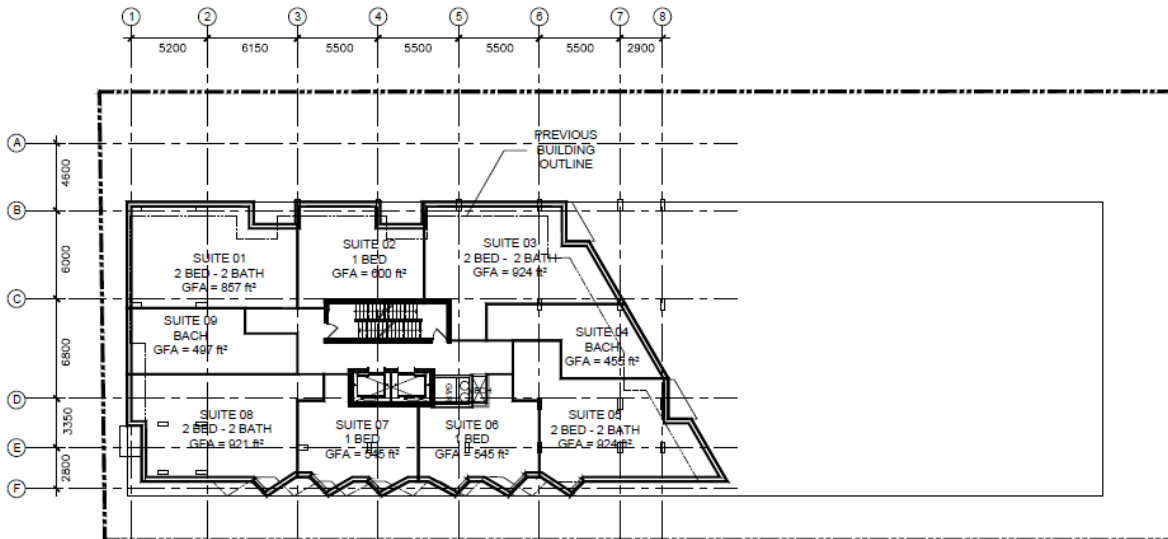 1 2 3 4 5 6 7 8
5200 6150 5500 5500 5500 5500 2900
A
4600
B
6000
C
6800
D
3350
E
2800
F
PREVIOUS
BUILDING
OUTLINE
SUITE 01
2 BED - 2 BATH
GFA = 857 ft²
SUITE 02
1 BED
GFA = 600 ft²
SUITE 03
2 BED - 2 BATH
GFA = 924 ft²
SUITE 09
BACH
GFA = 497 ft²
SUITE 04
BACH
GFA = 455 ft²
SUITE 08
2 BED - 2 BATH
GFA = 921 ft²
SUITE 07
1 BED
GFA = 545 ft²
SUITE 06
1 BED
GFA = 545 ft²
SUITE 05
2 BED - 2 BATH
GFA = 924 ft²